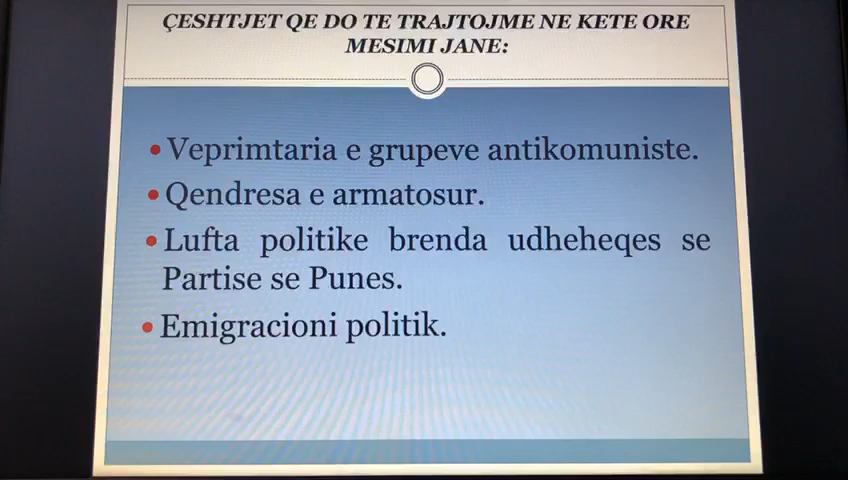 ÇESHTJET QE DO TE TRAJTOJME NE KETE ORE
MESIMI JANE:
• Veprimtaria e grupeve antikomuniste.
• Qendresa e armatosur.
• Lufta politike brenda udheheqes se
Partise se Punes.
• Emigracioni politik.